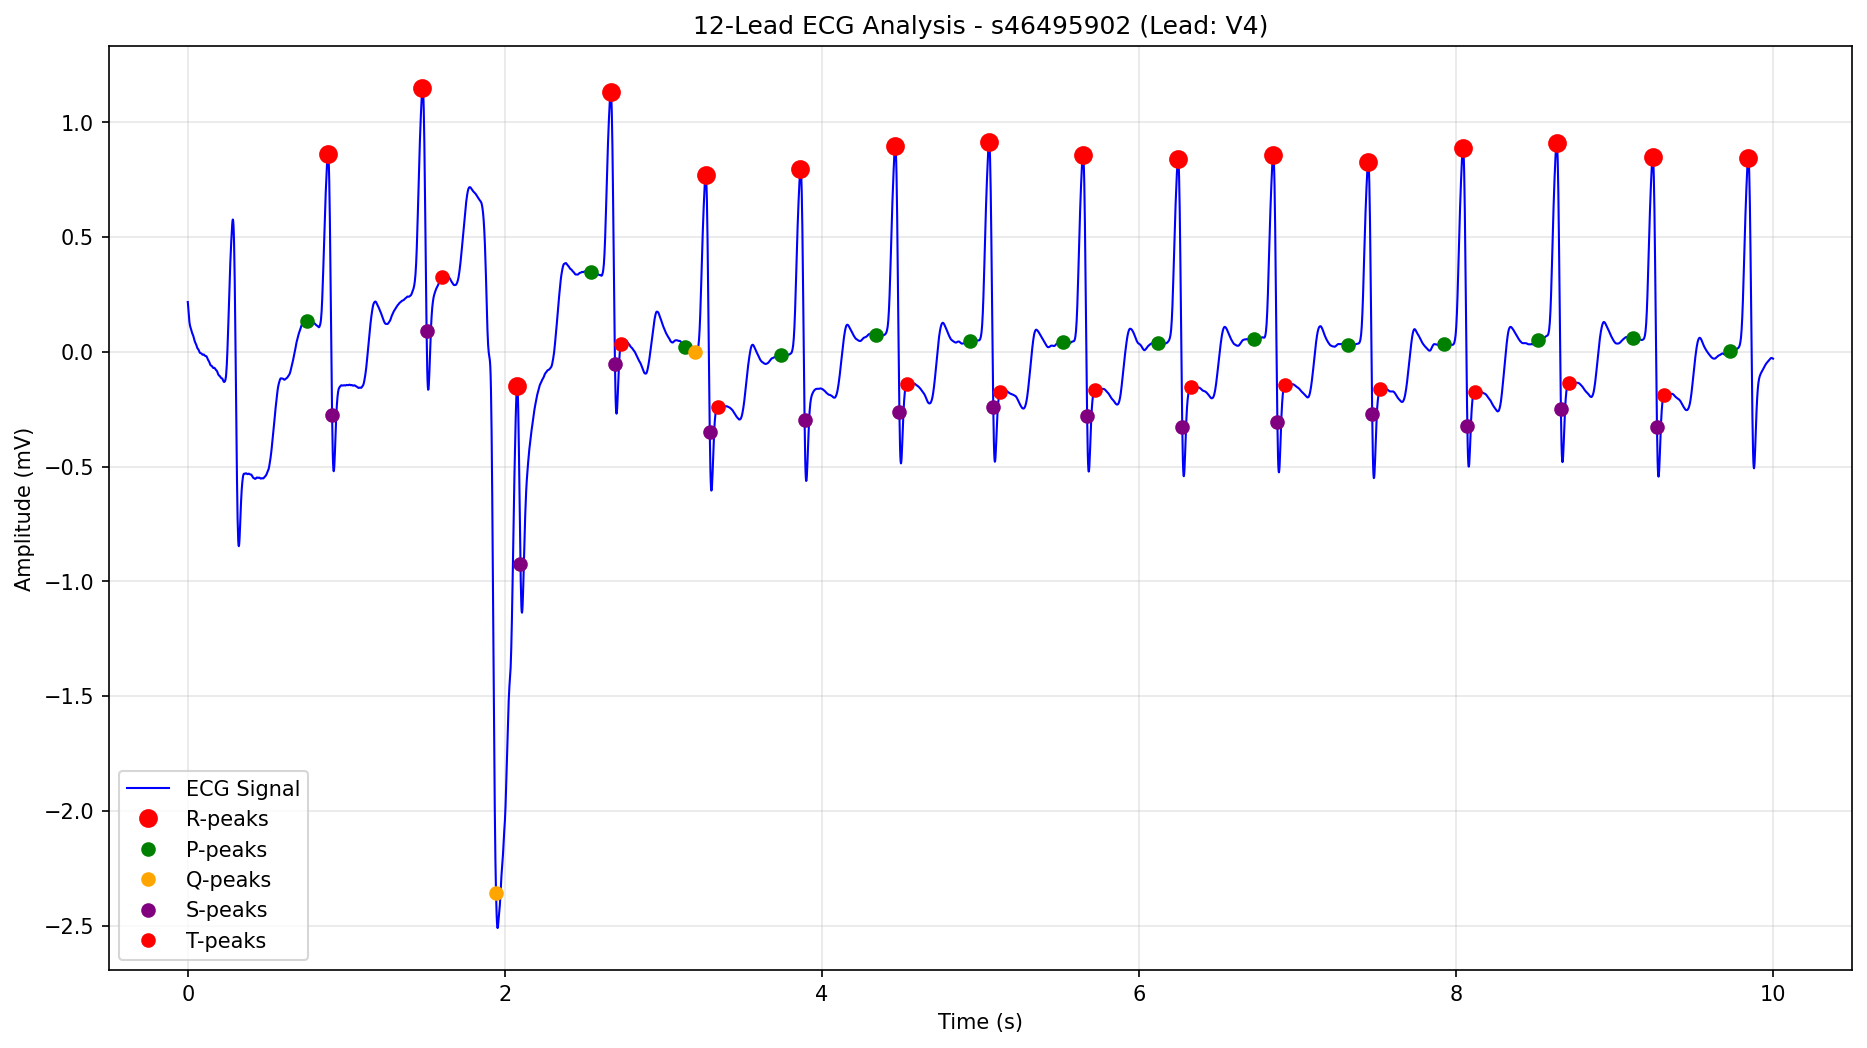 12-Lead ECG Analysis - s46495902 (Lead: V4)
Amplitude (mV)
1.0
0.5
0.0
−0.5
−1.0
−1.5
−2.0
−2.5
ECG Signal
R-peaks
P-peaks
Q-peaks
S-peaks
T-peaks
0 2 4 6 8 10
Time (s)